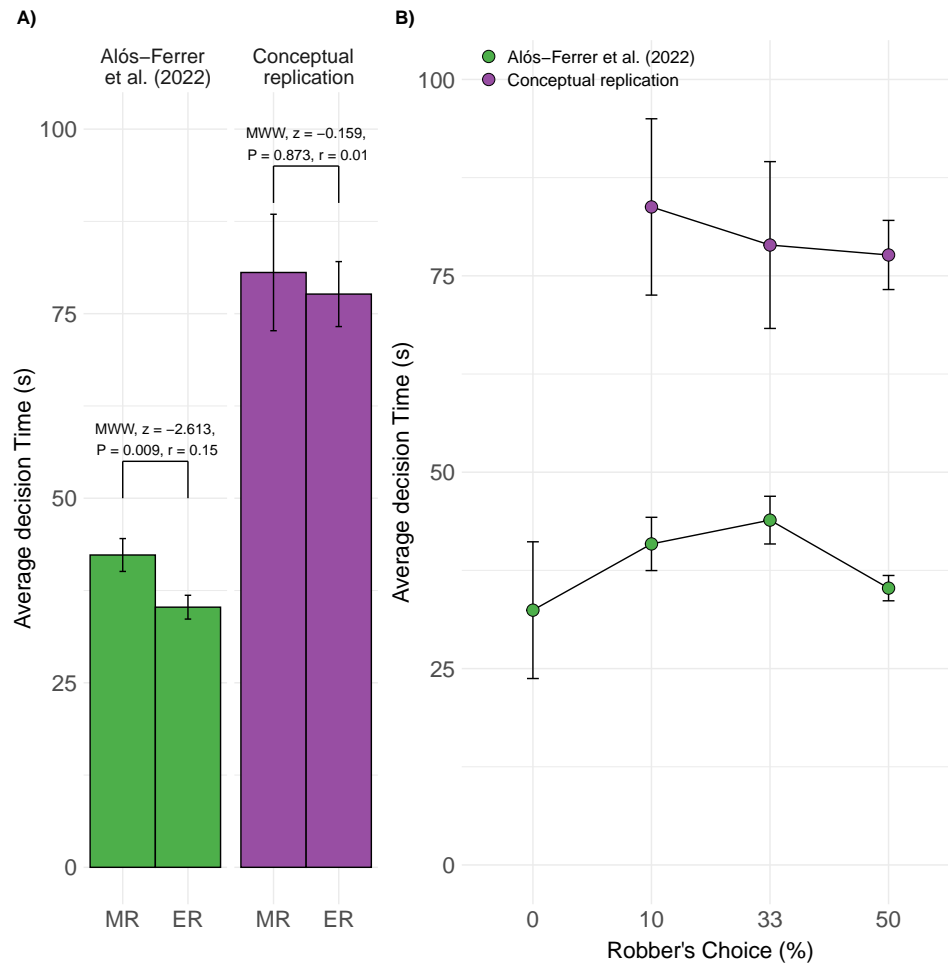 A)
Alós−Ferrer
et al. (2022)
Conceptual
replication
MWW, z = −0.159,
P = 0.873, r = 0.01
MWW, z = −2.613,
P = 0.009, r = 0.15
100
75
50
25
0
Average decision Time (s)
MR
ER
MR
ER
B)
Alós−Ferrer et al. (2022)
Conceptual replication
100
75
50
25
0
Average decision Time (s)
0
10
33
50
Robber's Choice (%)